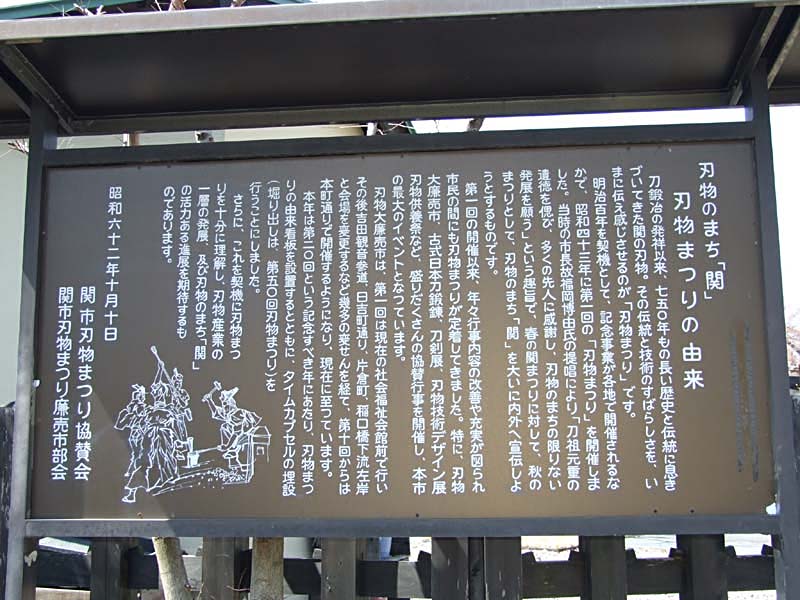 刃物のまち「関」
刃物まつりの由来
刀鍛冶の発祥以来、七五〇年もの長い歴史と伝統に息き
づいてきた関の刃物。その伝統と技術のすばらしさを、い
まに伝え感じさせるのが「刃物まつり」です。
明治百年を契機として、記念事業が各地で開催されるな
かで、昭和四十三年に第一回の「刃物まつり」を開催しま
した。当時の市長故福岡博由氏の提唱により、刀祖元重の
遺徳を偲び、多くの先人に感謝し、刃物のまちの限りない
発展を願う」という趣旨で、春の関まつりに対して、秋の
まつりとして、刃物のまち、関」を大いに内外へ宣伝しよ
うとするものです。
第一回の開催以来、年々行事内容の改善や充実が図られ
市民の間にも刃物まつりが定着してきました。特に、刃物
大廉売市、古式日本刀鍛錬、刀剣展、刃物技術デザイン展
刃物供養祭など、盛りだくさんの協賛行事を開催し、本市
の最大のイベントとなっています。
刃物大廉売市は、第一回は現在の社会福祉会館前で行い
その後吉田観音参道、日吉町通り、片倉町、稲口橋下流左岸
と会場を変更するなど幾多の変せんを経て、第十回からは
本町通りで開催するようになり、現在に至っています。
本年は第二〇回という記念すべき年にあたり、刃物まつ
りの由来看板を設置するとともに、タイムカプセルの埋設
（堀り出しは、第五〇回刃物まつり）を
行うことにしました。
さらに、これを契機に刃物まつ
りを十分に理解し、刃物産業の
一層の発展、及び刃物のまち「関」
の活力ある進展を期待するも
のであります。
昭和六十二年十月十日
関市刃物まつり協賛会
関市刃物まつり廉売市部会